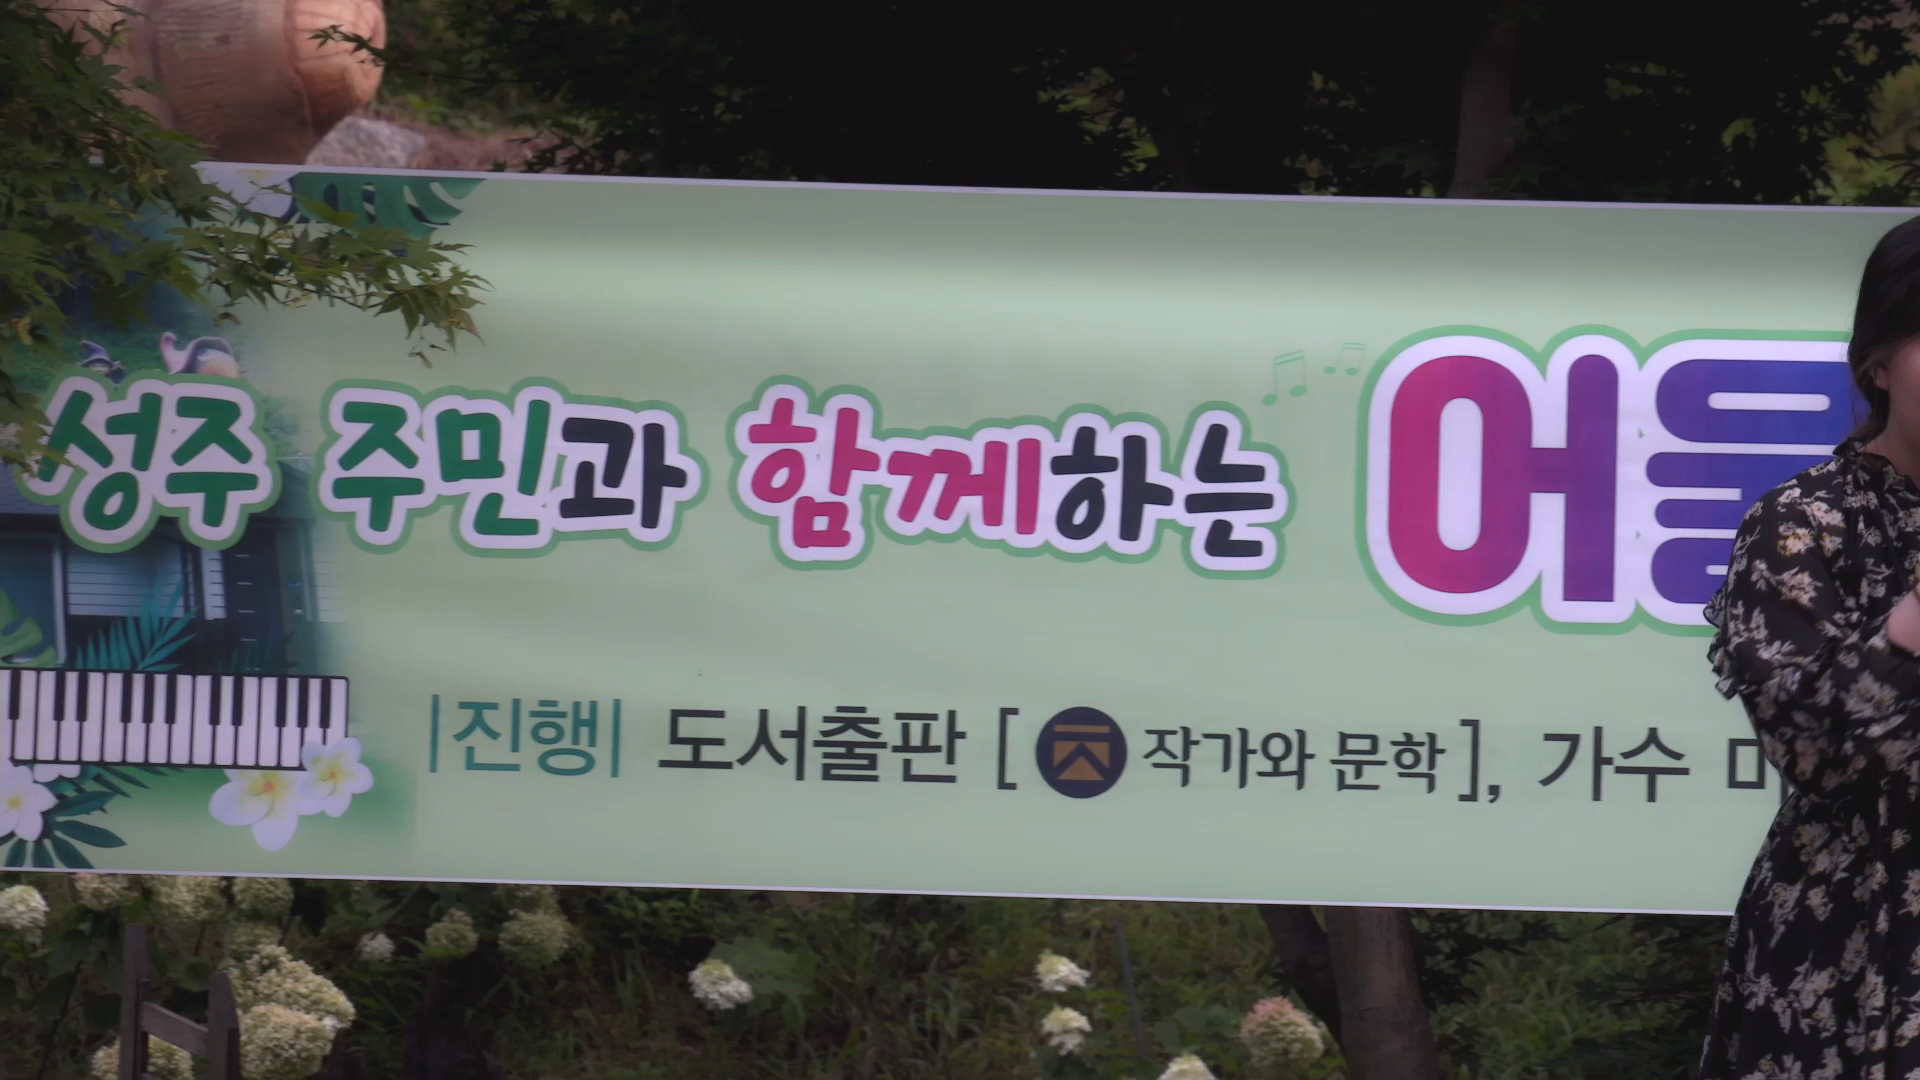 성주 주민과 함께하는 어울
|진행| 도서출판 [ 작가와 문학], 가수